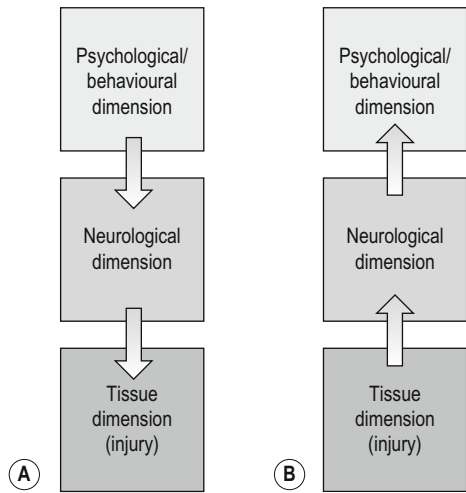 Psychological/
behavioural
dimension
Neurological
dimension
Tissue
dimension
(injury)
A
Psychological/
behavioural
dimension
Neurological
dimension
Tissue
dimension
(injury)
B